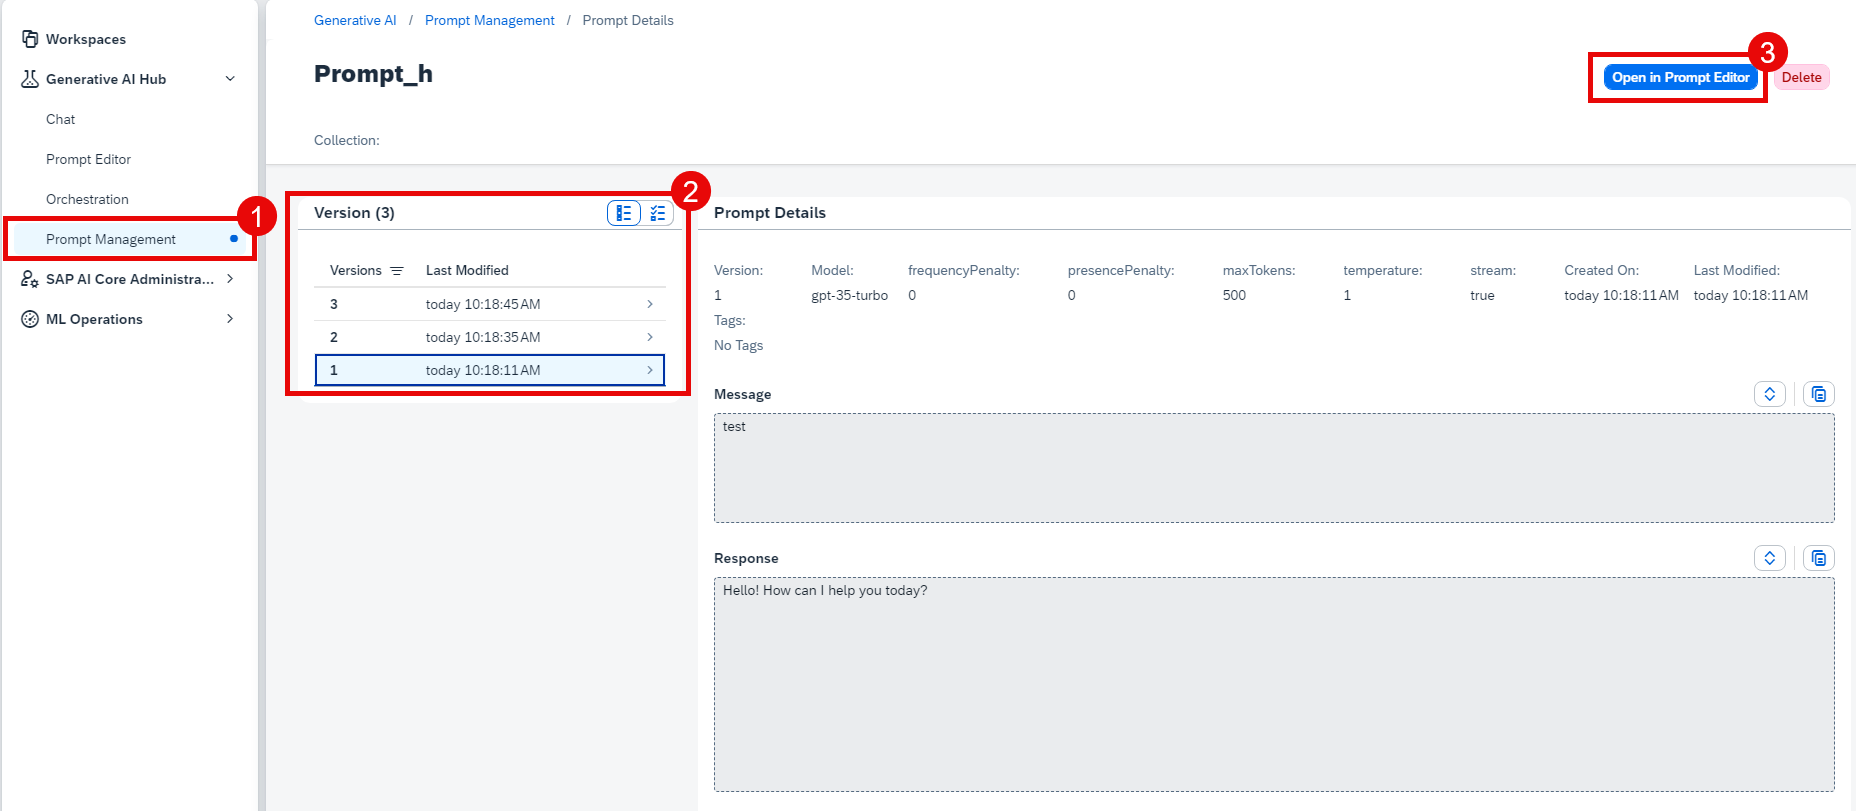 Workspaces
Generative AI Hub
Chat
Prompt Editor
Orchestration
1
Prompt Management
SAP AI Core Administra...
ML Operations
Generative AI / Prompt Management / Prompt Details
Prompt_h
3
Open in Prompt Editor
Delete
Collection:
2
Version (3)
Versions Last Modified
3 today 10:18:45 AM
2 today 10:18:35 AM
1 today 10:18:11 AM
Prompt Details
Version: Model: frequencyPenalty: presencePenalty: maxTokens: temperature: stream: Created On: Last Modified:
1 gpt-35-turbo 0 0 500 1 true today 10:18:11 AM today 10:18:11 AM
Tags:
No Tags
Message
test
Response
Hello! How can I help you today?